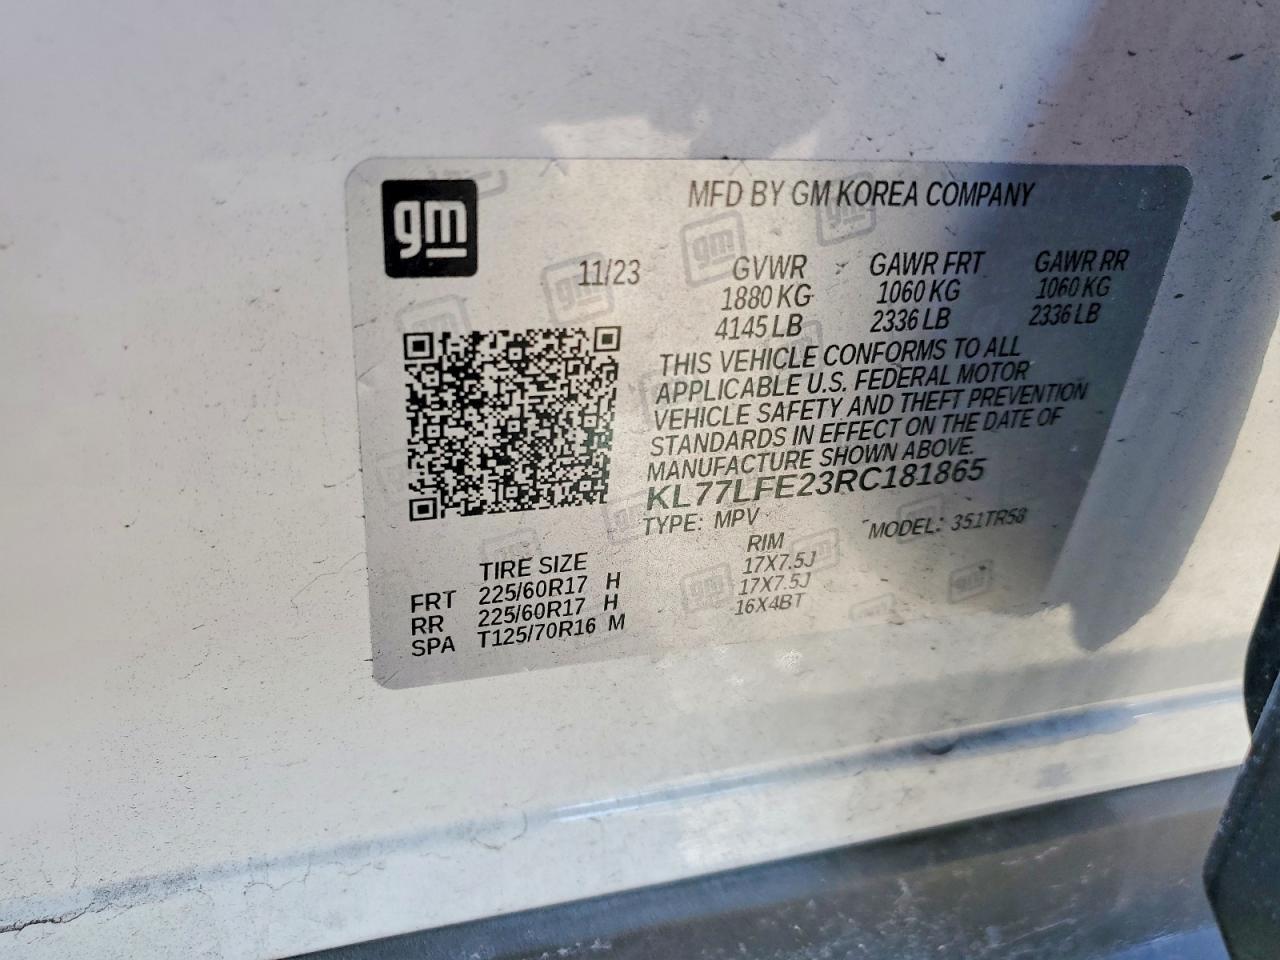 gm
MFD BY GM KOREA COMPANY
11/23 GVWR GAWR FRT GAWR RR
1880 KG 1060 KG 1060 KG
4145 LB 2336 LB 2336 LB
THIS VEHICLE CONFORMS TO ALL
APPLICABLE U.S. FEDERAL MOTOR
VEHICLE SAFETY AND THEFT PREVENTION
STANDARDS IN EFFECT ON THE DATE OF
MANUFACTURE SHOWN ABOVE.
KL77LFE23RC181865
TYPE: MPV MODEL: 351TR58
TIRE SIZE RIM
FRT 225/60R17 H 17X7.5J
RR 225/60R17 H 17X7.5J
SPA T125/70R16 M 16X4BT